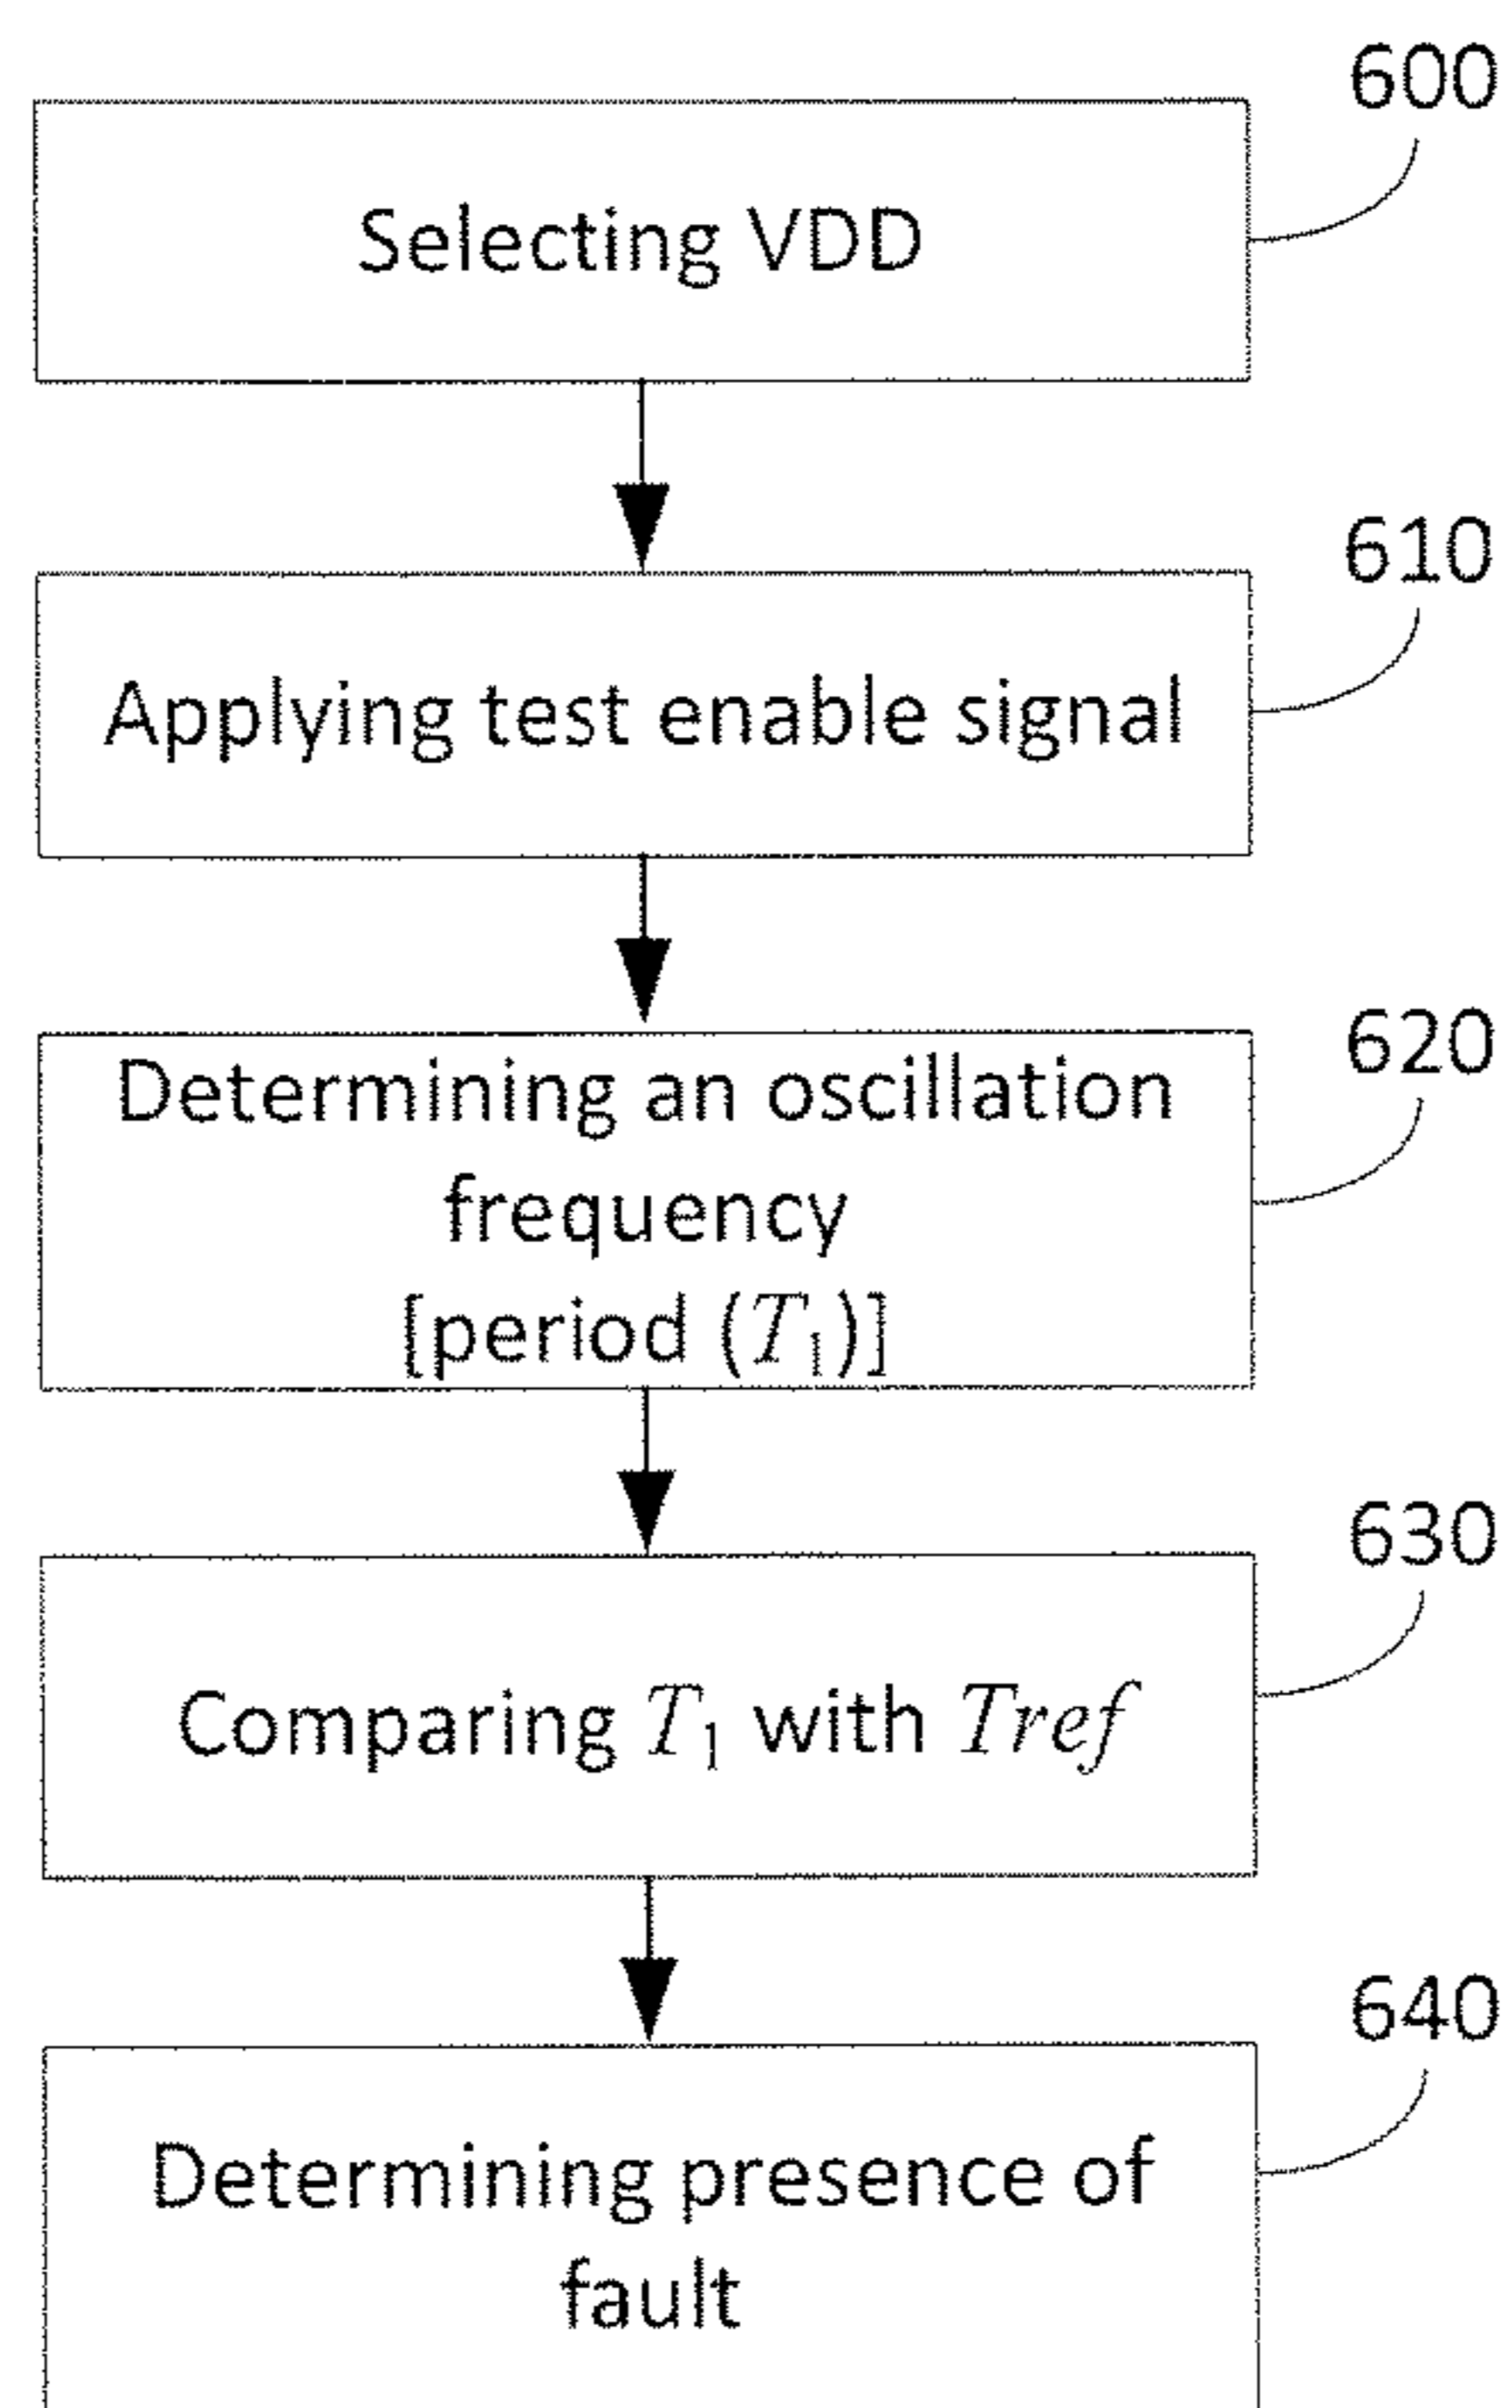 600
Selecting VDD
610
Applying test enable signal
620
Determining an oscillation
frequency
[period (T1)]
630
Comparing T1 with Tref
640
Determining presence of
fault